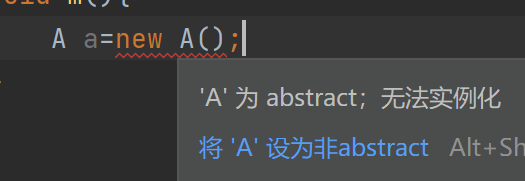 old m(){
A a=new A();
'A' 为 abstract；无法实例化
将 'A' 设为非abstract Alt+Sh